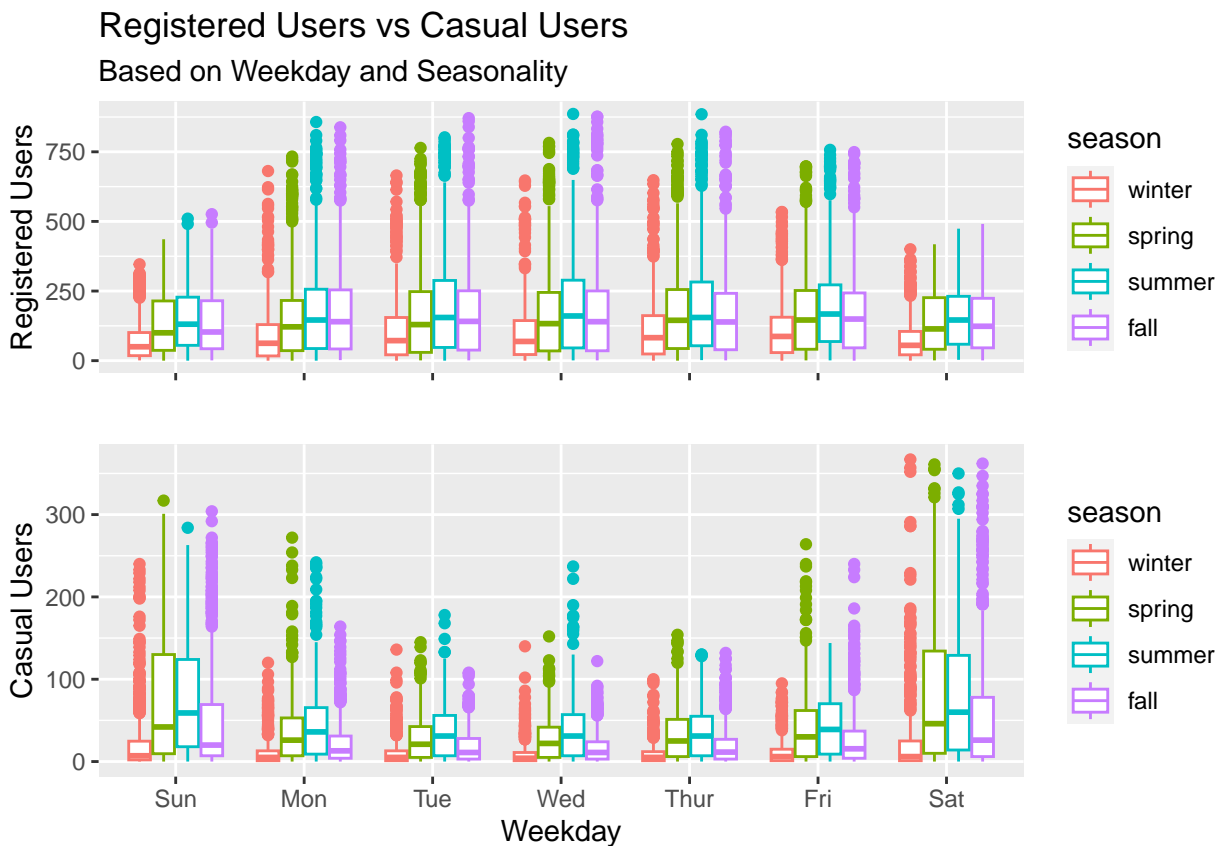 Registered Users vs Casual Users
Based on Weekday and Seasonality
Registered Users
750
500
250
0
season
winter
spring
summer
fall
Casual Users
300
200
100
0
Sun Mon Tue Wed Thur Fri Sat
Weekday
season
winter
spring
summer
fall